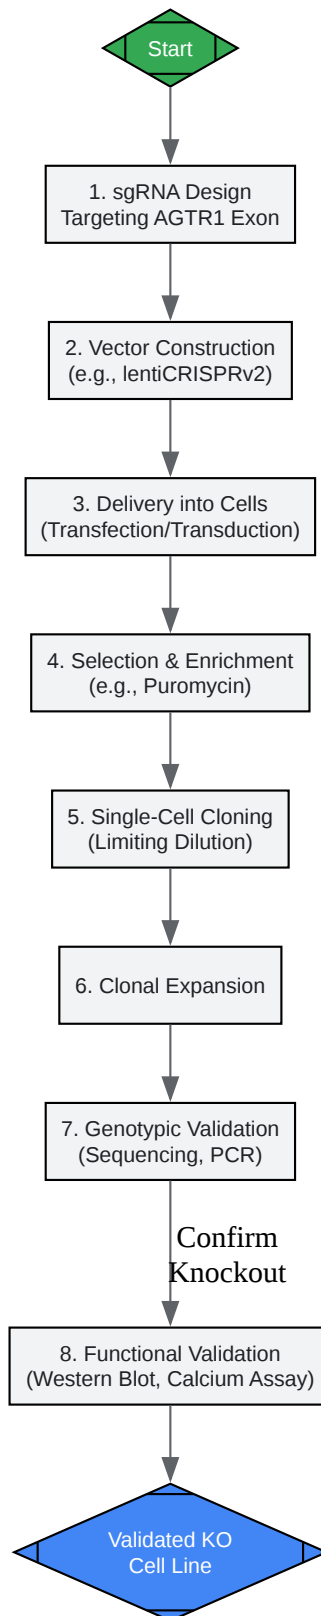 Start
1. sgRNA Design
Targeting AGTR1 Exon
2. Vector Construction
(e.g., lentiCRISPRv2)
3. Delivery into Cells
(Transfection/Transduction)
4. Selection & Enrichment
(e.g., Puromycin)
5. Single-Cell Cloning
(Limiting Dilution)
6. Clonal Expansion
7. Genotypic Validation
(Sequencing, PCR)
Confirm
Knockout
8. Functional Validation
(Western Blot, Calcium Assay)
Validated KO
Cell Line